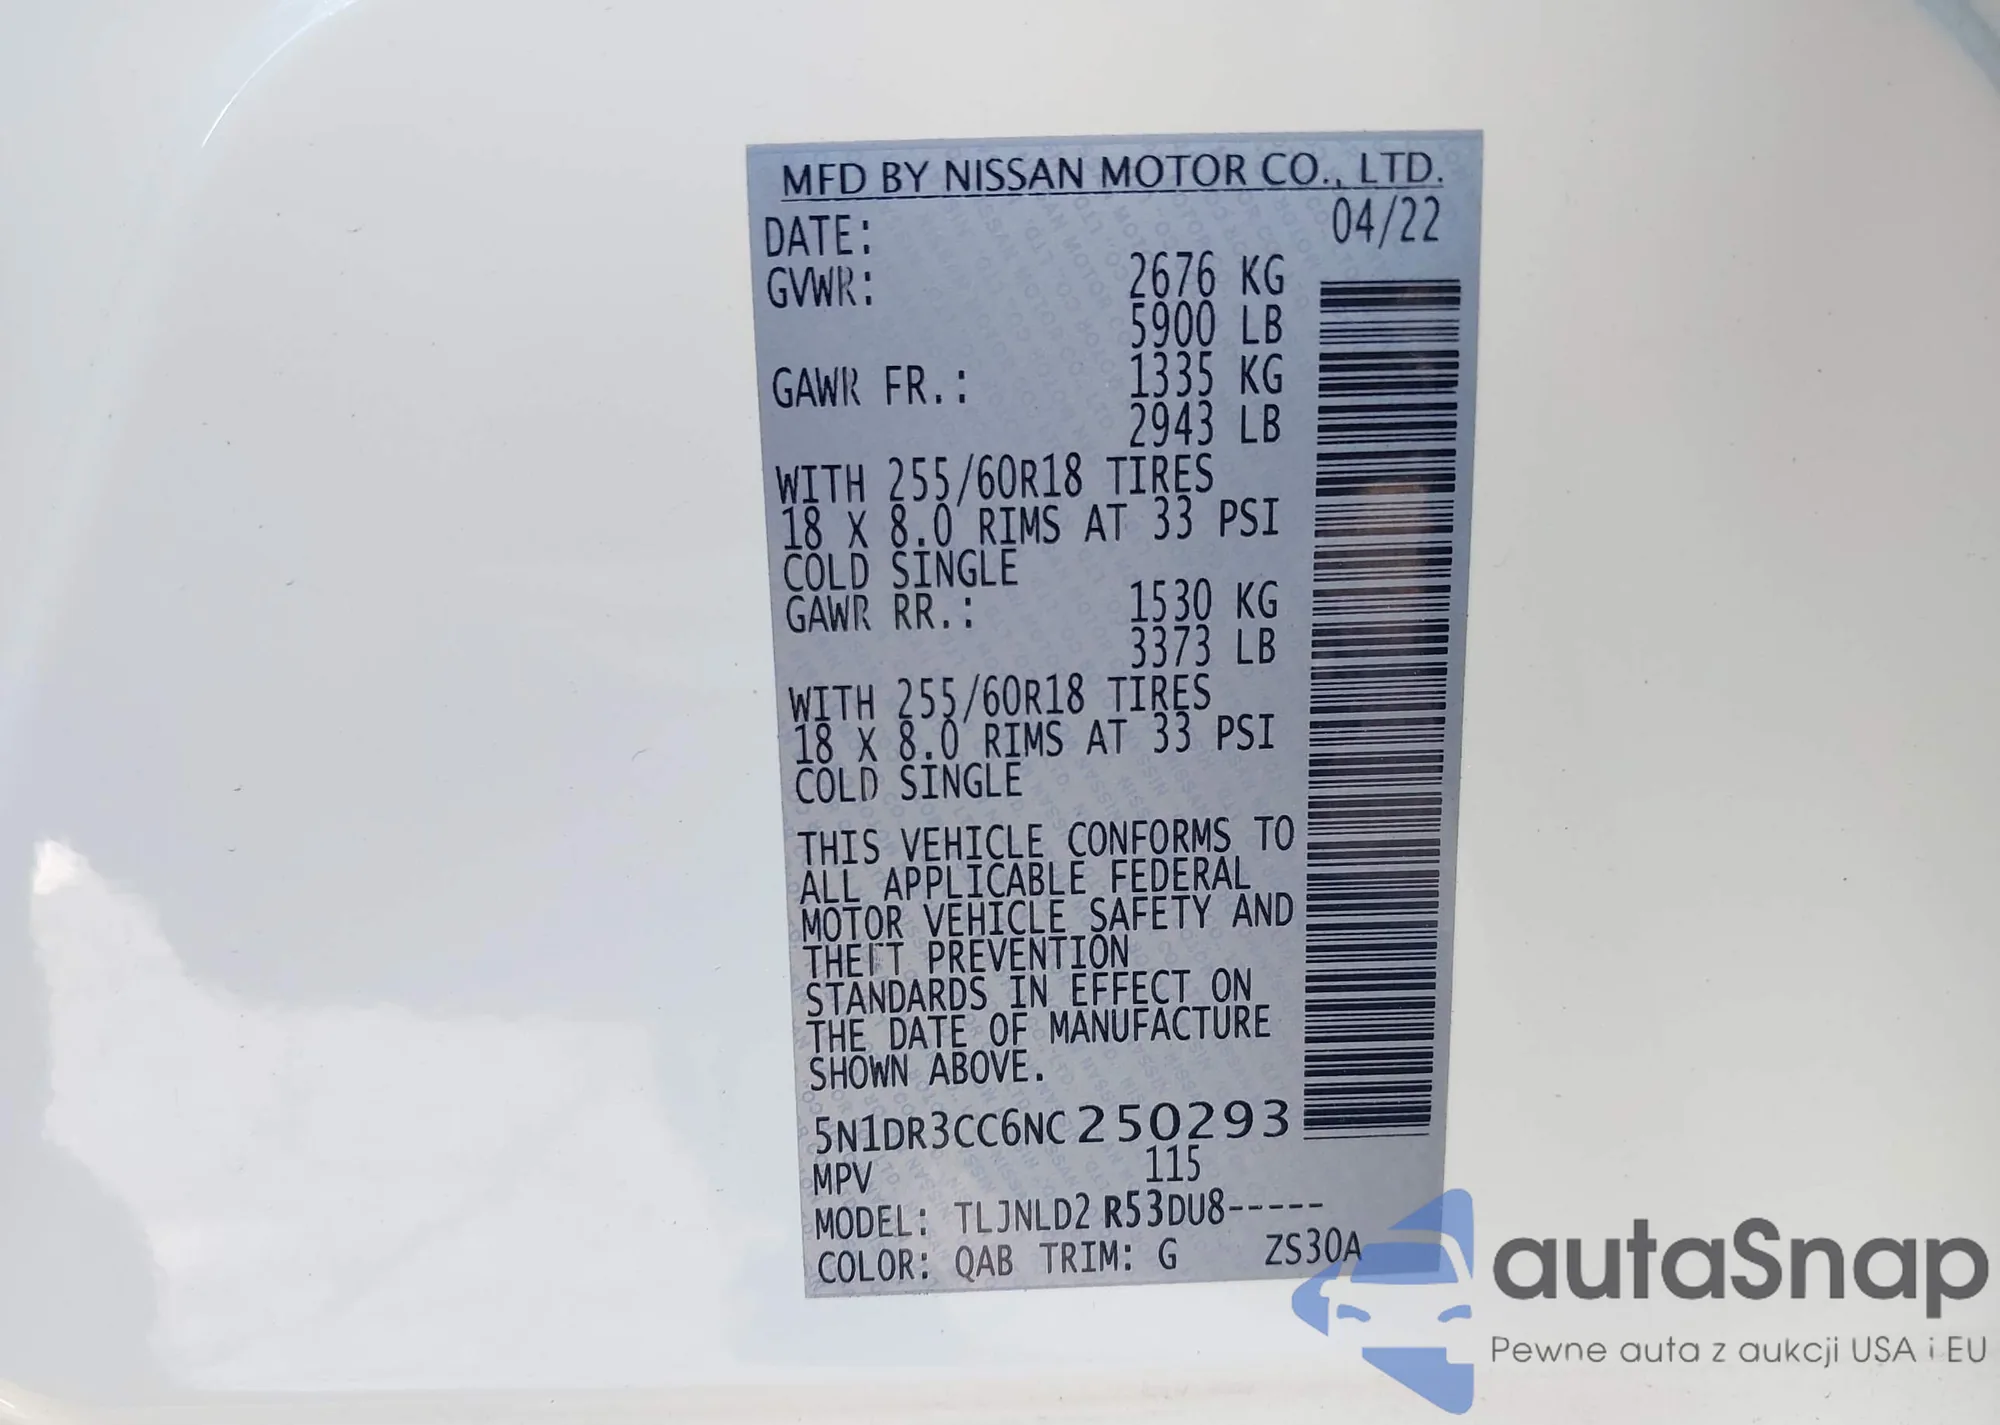 MFD BY NISSAN MOTOR CO., LTD.
DATE: 04/22
GVWR: 2676 KG
5900 LB
GAWR FR.: 1335 KG
2943 LB
WITH 255/60R18 TIRES
18 X 8.0 RIMS AT 33 PSI
COLD SINGLE
GAWR RR.: 1530 KG
3373 LB
WITH 255/60R18 TIRES
18 X 8.0 RIMS AT 33 PSI
COLD SINGLE
THIS VEHICLE CONFORMS TO
ALL APPLICABLE FEDERAL
MOTOR VEHICLE SAFETY AND
THEFT PREVENTION
STANDARDS IN EFFECT ON
THE DATE OF MANUFACTURE
SHOWN ABOVE.
5N1DR3CC6NC250293
MPV 115
MODEL: TLJNLD2 R53DU8-----
COLOR: QAB TRIM: G ZS30A
autaSnap
Pewne auta z aukcji USA i EU